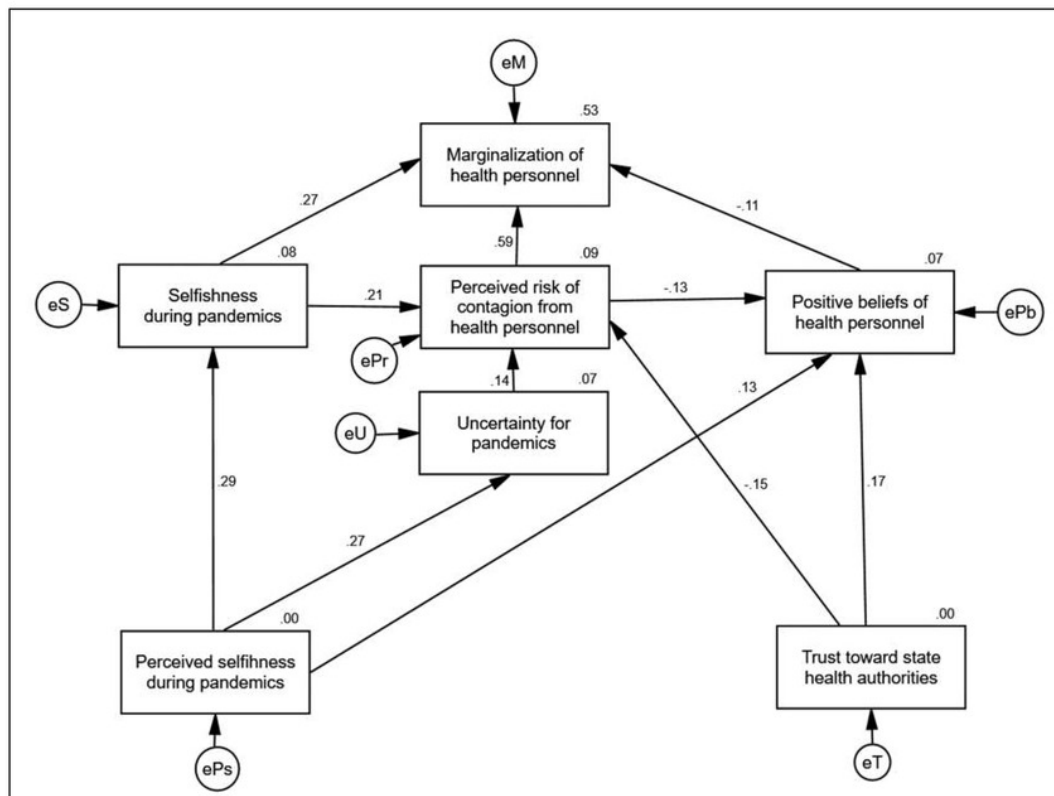 eM
.53
Marginalization of
health personnel
.27
-.11
.59
.08
.09
.07
eS
Selfishness
during pandemics
.21
Perceived risk of
contagion from
health personnel
-.13
Positive beliefs of
health personnel
ePb
ePr
.14
.07
.13
eU
Uncertainty for
pandemics
.29
-.15
.17
.27
.00
.00
Perceived selfihness
during pandemics
Trust toward state
health authorities
ePs
eT